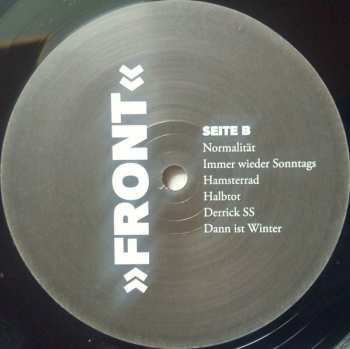 »FRONT«
SEITE B
Normalität
Immer wieder Sonntags
Hamsterrad
Halbtot
Derrick SS
Dann ist Winter